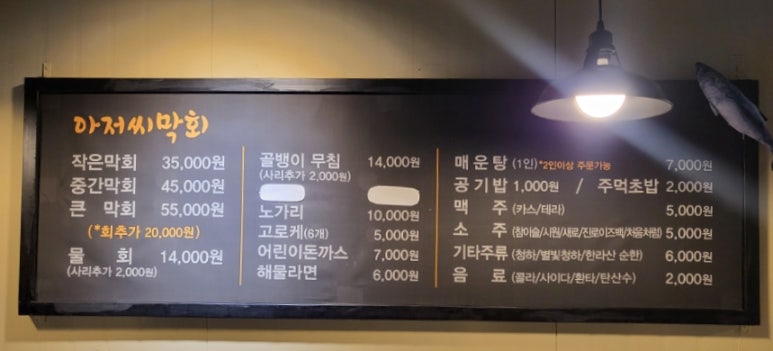 아저씨막회
작은막회 35,000원
중간막회 45,000원
큰 막회 55,000원
(*회추가 20,000원)
물 회 14,000원
(사리추가 2,000원)
골뱅이 무침 14,000원
(사리추가 2,000원)
노가리 10,000원
고로케(6개) 5,000원
어린이돈까스 7,000원
해물라면 6,000원
매운탕 (1인) *2인이상 주문가능 7,000원
공기밥 1,000원 / 주먹초밥 2,000원
맥 주 (카스/테라) 5,000원
소 주 (참이슬/시원/새로/진로이즈백/처음처럼) 5,000원
기타주류 (청하/별빛청하/한라산 순한) 6,000원
음 료 (콜라/사이다/환타/탄산수) 2,000원